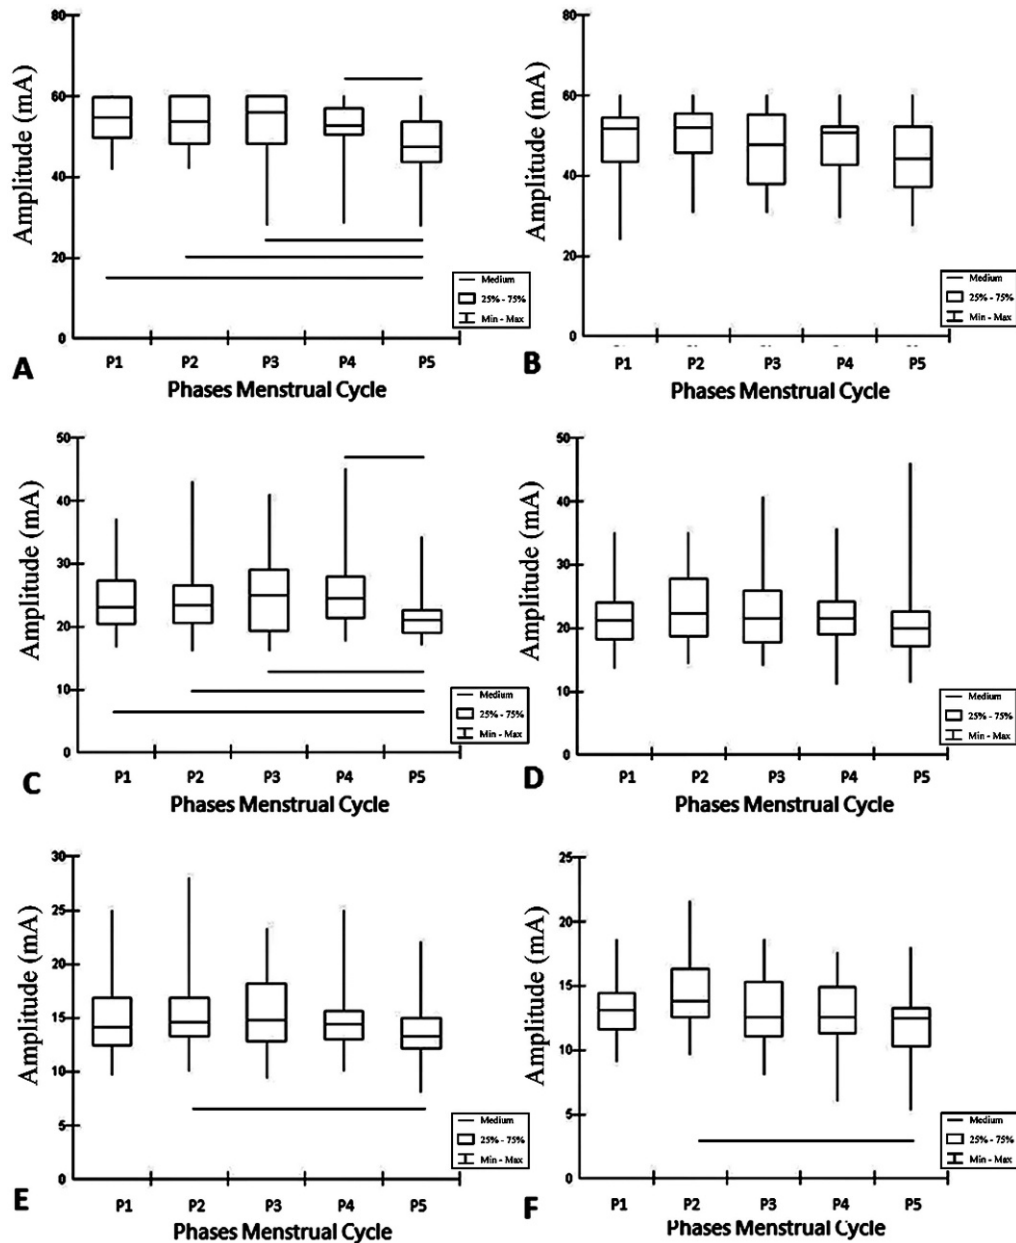 80
60
40
20
0
Amplitude (mA)
P1 P2 P3 P4 P5
Phases Menstrual Cycle
Medium
25% - 75%
Min - Max
A
80
60
40
20
0
Amplitude (mA)
P1 P2 P3 P4 P5
Phases Menstrual Cycle
Medium
25% - 75%
Min - Max
B
50
40
30
20
10
0
Amplitude (mA)
P1 P2 P3 P4 P5
Phases Menstrual Cycle
Medium
25% - 75%
Min - Max
C
50
40
30
20
10
0
Amplitude (mA)
P1 P2 P3 P4 P5
Phases Menstrual Cycle
Medium
25% - 75%
Min - Max
D
30
25
20
15
10
5
0
Amplitude (mA)
P1 P2 P3 P4 P5
Phases Menstrual Cycle
Medium
25% - 75%
Min - Max
E
25
20
15
10
5
0
Amplitude (mA)
P1 P2 P3 P4 P5
Phases Menstrual Cycle
Medium
25% - 75%
Min - Max
F